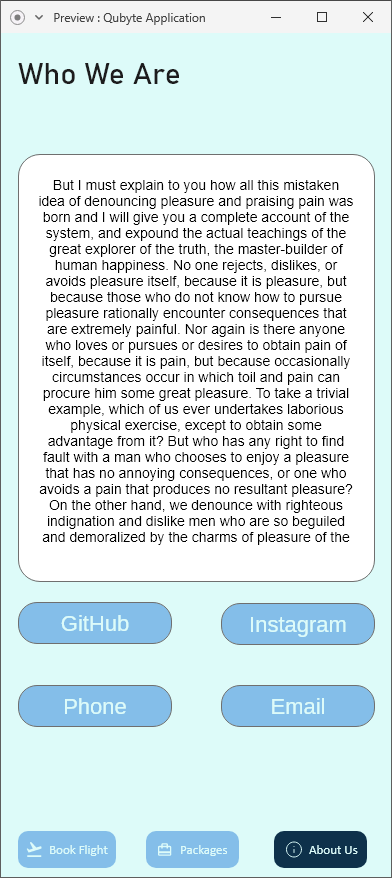 Preview : Qubyte Application
Who We Are
But I must explain to you how all this mistaken
idea of denouncing pleasure and praising pain was
born and I will give you a complete account of the
system, and expound the actual teachings of the
great explorer of the truth, the master-builder of
human happiness. No one rejects, dislikes, or
avoids pleasure itself, because it is pleasure, but
because those who do not know how to pursue
pleasure rationally encounter consequences that
are extremely painful. Nor again is there anyone
who loves or pursues or desires to obtain pain of
itself, because it is pain, but because occasionally
circumstances occur in which toil and pain can
procure him some great pleasure. To take a trivial
example, which of us ever undertakes laborious
physical exercise, except to obtain some
advantage from it? But who has any right to find
fault with a man who chooses to enjoy a pleasure
that has no annoying consequences, or one who
avoids a pain that produces no resultant pleasure?
On the other hand, we denounce with righteous
indignation and dislike men who are so beguiled
and demoralized by the charms of pleasure of the
GitHub
Instagram
Phone
Email
Book Flight
Packages
About Us